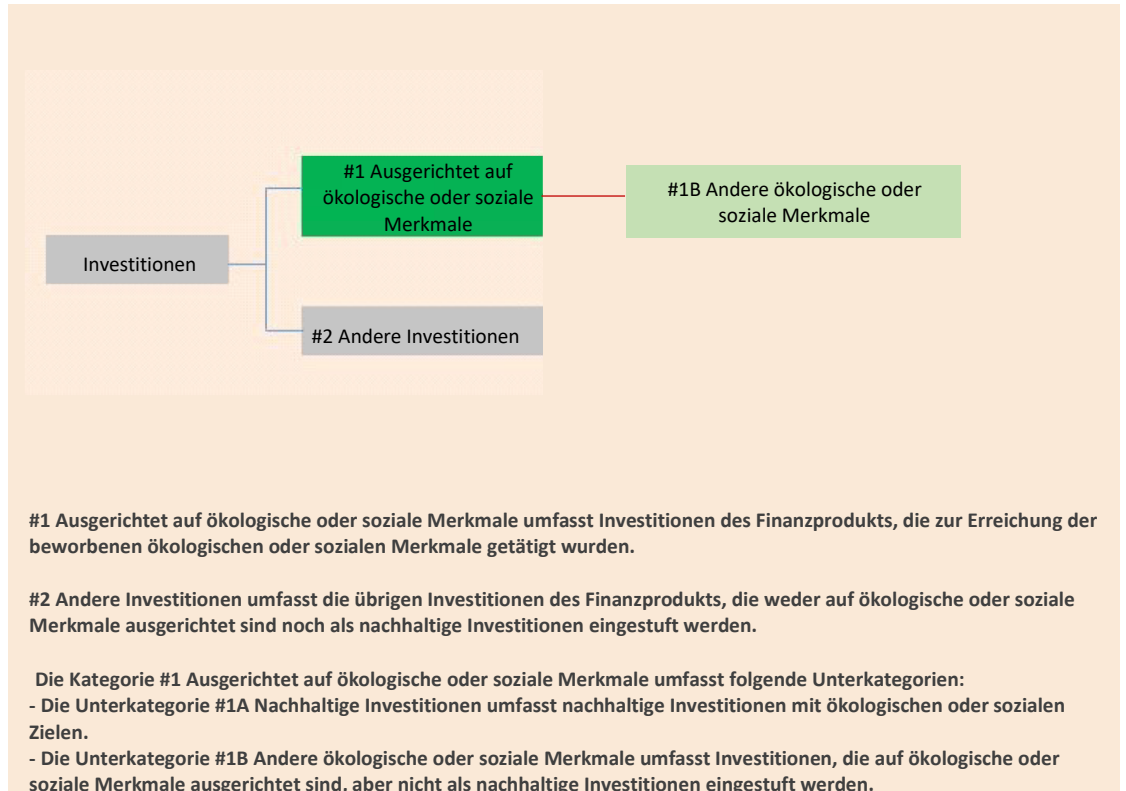 #1 Ausgerichtet auf
ökologische oder soziale
Merkmale
#1B Andere ökologische oder
soziale Merkmale
Investitionen
#2 Andere Investitionen
#1 Ausgerichtet auf ökologische oder soziale Merkmale umfasst Investitionen des Finanzprodukts, die zur Erreichung der
beworbenen ökologischen oder sozialen Merkmale getätigt wurden.
#2 Andere Investitionen umfasst die übrigen Investitionen des Finanzprodukts, die weder auf ökologische oder soziale
Merkmale ausgerichtet sind noch als nachhaltige Investitionen eingestuft werden.
Die Kategorie #1 Ausgerichtet auf ökologische oder soziale Merkmale umfasst folgende Unterkategorien:
- Die Unterkategorie #1A Nachhaltige Investitionen umfasst nachhaltige Investitionen mit ökologischen oder sozialen
Zielen.
- Die Unterkategorie #1B Andere ökologische oder soziale Merkmale umfasst Investitionen, die auf ökologische oder
soziale Merkmale ausgerichtet sind, aber nicht als nachhaltige Investitionen eingestuft werden.